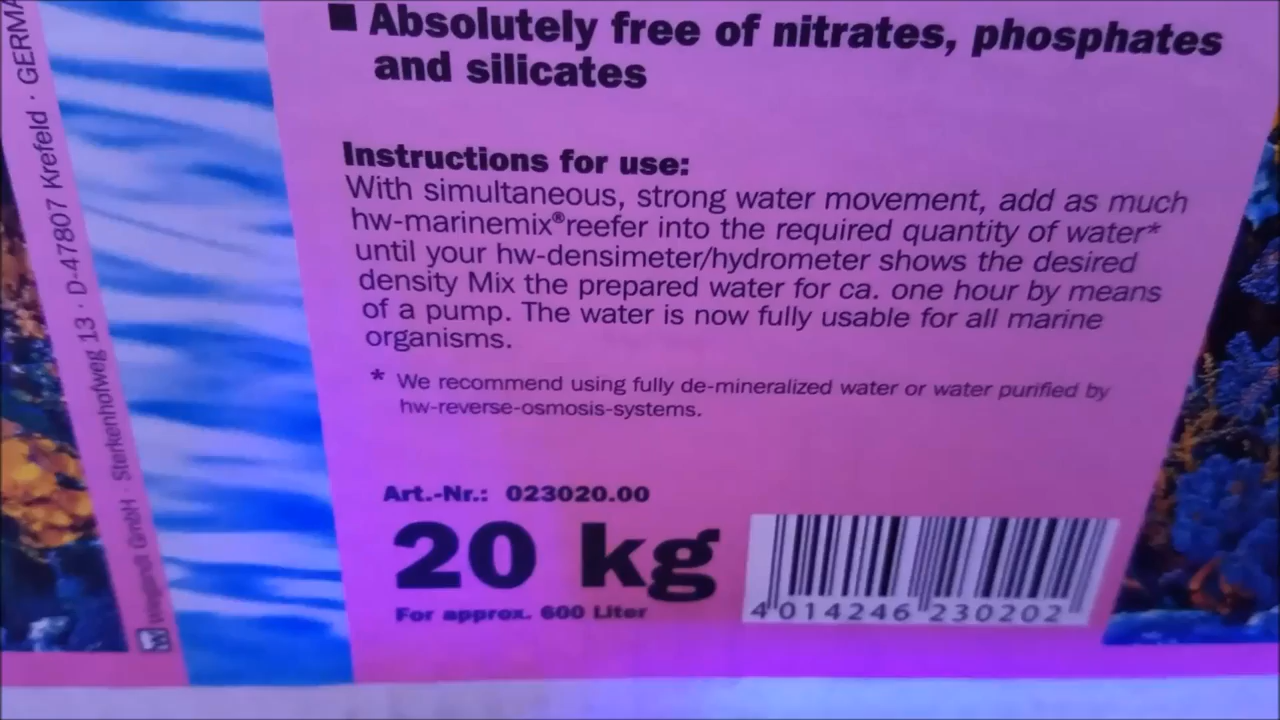 ■ Absolutely free of nitrates, phosphates
and silicates
Instructions for use:
With simultaneous, strong water movement, add as much
hw-marinemix®reefer into the required quantity of water*
until your hw-densimeter/hydrometer shows the desired
density Mix the prepared water for ca. one hour by means
of a pump. The water is now fully usable for all marine
organisms.
* We recommend using fully de-mineralized water or water purified by
hw-reverse-osmosis-systems.
Art.-Nr.: 023020.00
20 kg
For approx. 600 Liter
4 014246 230202
Wiegandt GmbH · Sterkenhofweg 13 · D-47807 Krefeld · GERMA